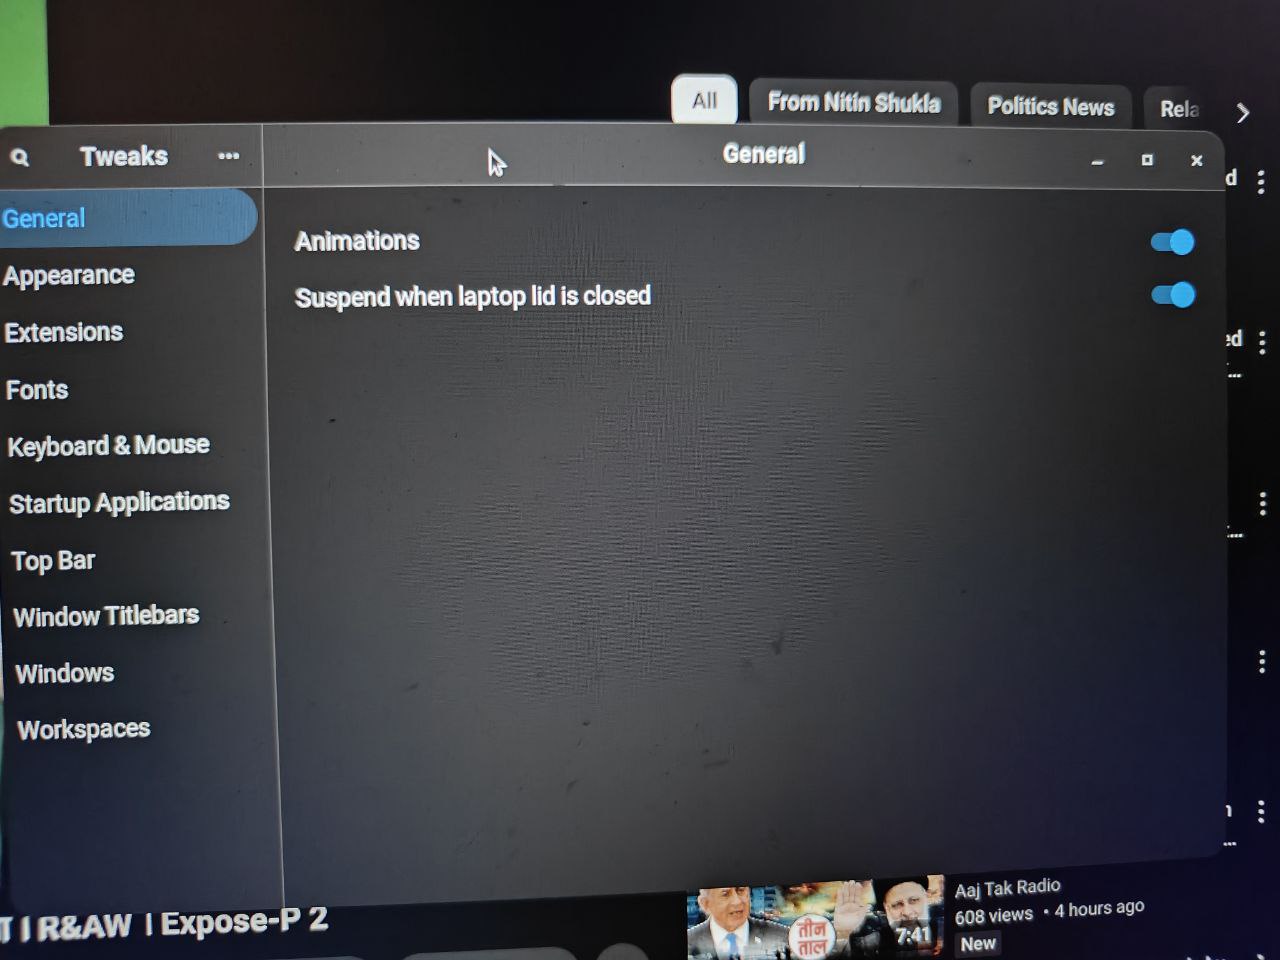 All
From Nitin Shukla
Politics News
Rela
Tweaks
General
General
Appearance
Extensions
Fonts
Keyboard & Mouse
Startup Applications
Top Bar
Window Titlebars
Windows
Workspaces
Animations
Suspend when laptop lid is closed
d
ed
...
...
n
...
T I R&AW I Expose-P 2
तीन
ताल
7:41
Aaj Tak Radio
608 views • 4 hours ago
New